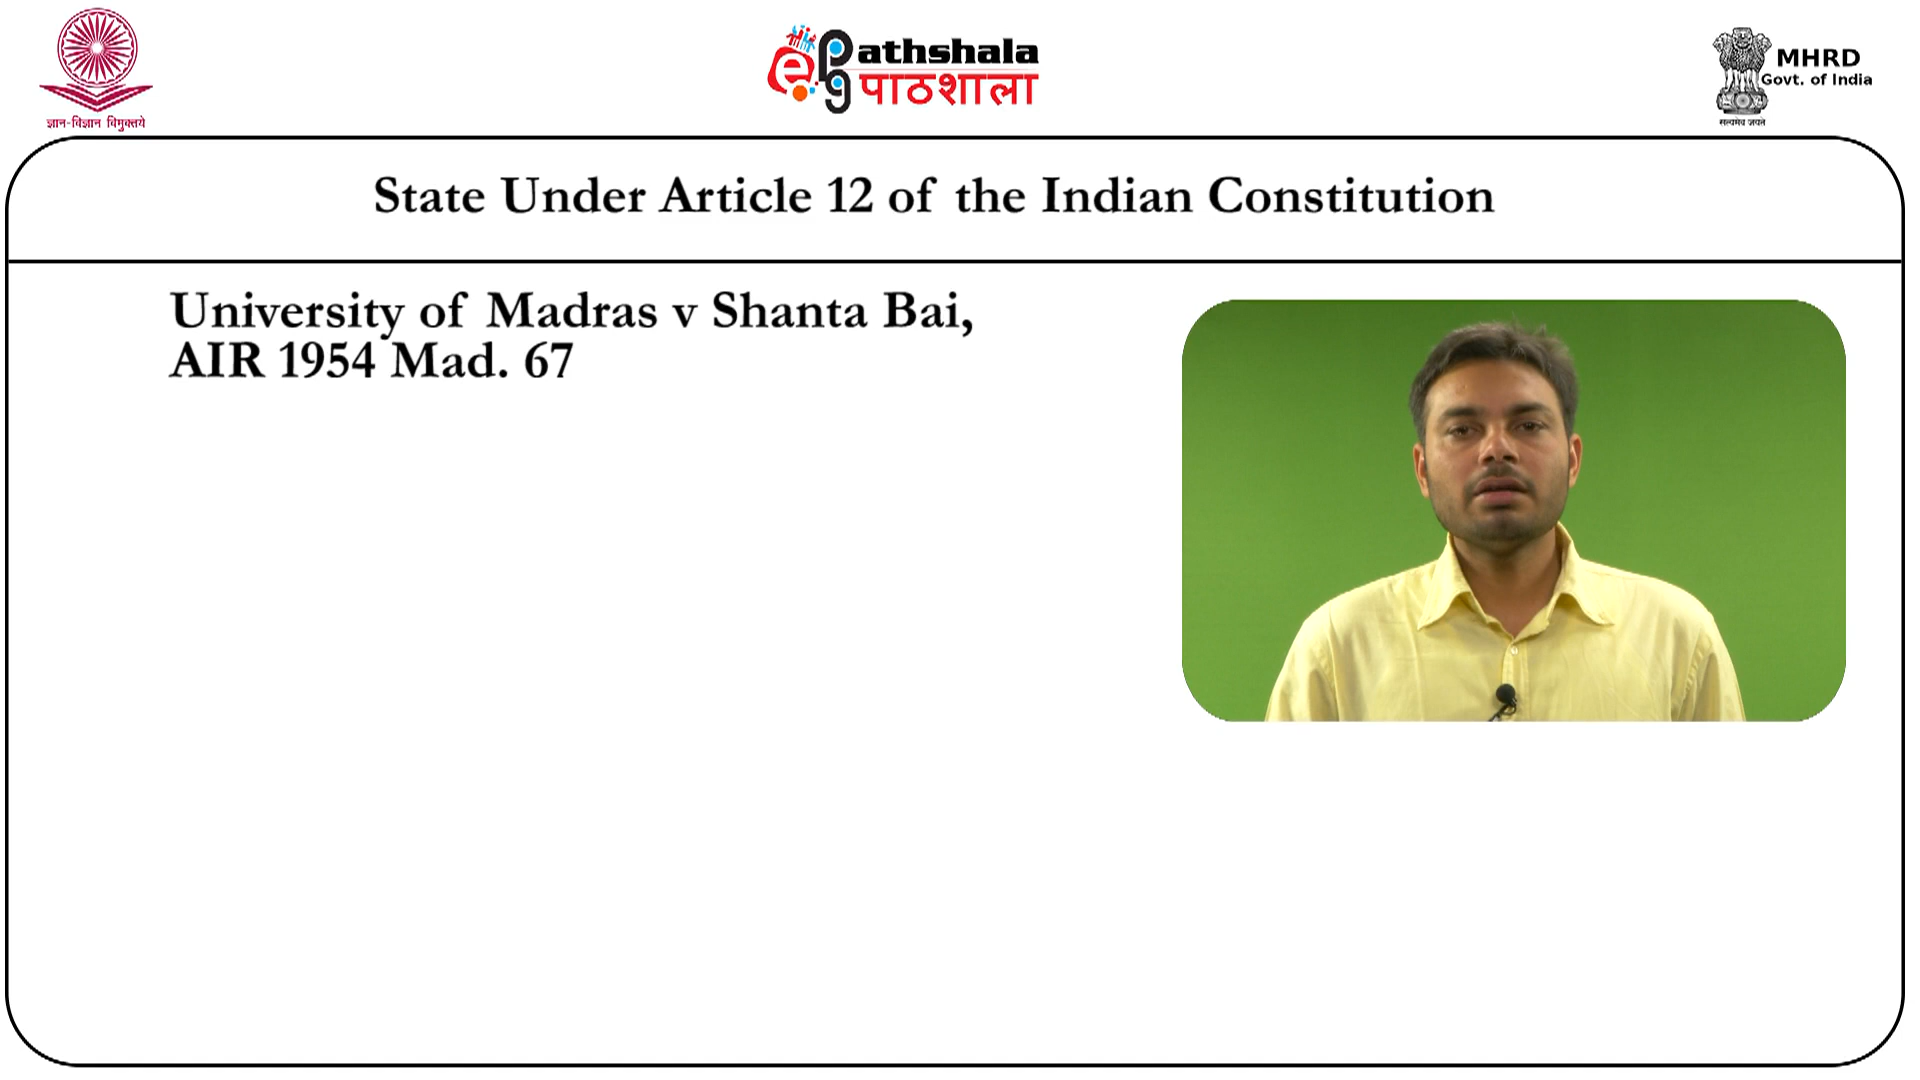 ज्ञान-विज्ञान विमुक्तये
e pg athshala
पाठशाला
MHRD
Govt. of India
सत्यमेव जयते
State Under Article 12 of the Indian Constitution
University of Madras v Shanta Bai,
AIR 1954 Mad. 67